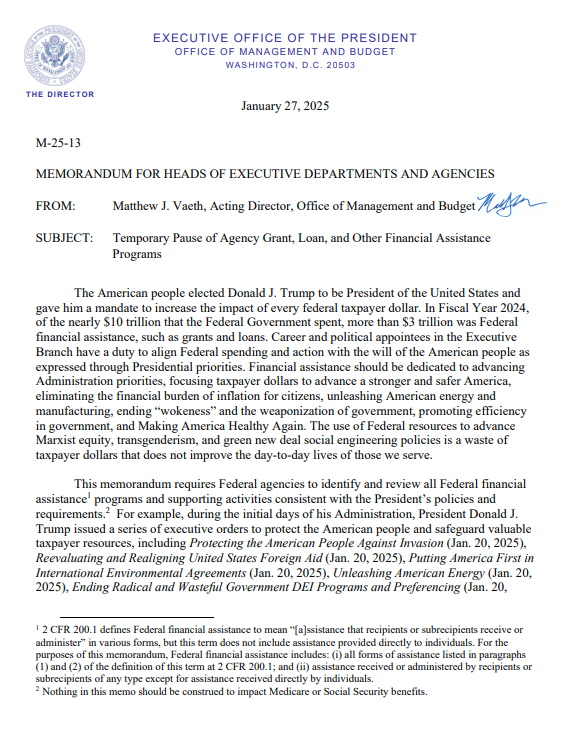 EXECUTIVE OFFICE OF THE PRESIDENT
OFFICE OF MANAGEMENT AND BUDGET
WASHINGTON, D.C. 20503
THE DIRECTOR
January 27, 2025
M-25-13
MEMORANDUM FOR HEADS OF EXECUTIVE DEPARTMENTS AND AGENCIES
FROM: Matthew J. Vaeth, Acting Director, Office of Management and Budget
SUBJECT: Temporary Pause of Agency Grant, Loan, and Other Financial Assistance
Programs
The American people elected Donald J. Trump to be President of the United States and
gave him a mandate to increase the impact of every federal taxpayer dollar. In Fiscal Year 2024,
of the nearly $10 trillion that the Federal Government spent, more than $3 trillion was Federal
financial assistance, such as grants and loans. Career and political appointees in the Executive
Branch have a duty to align Federal spending and action with the will of the American people as
expressed through Presidential priorities. Financial assistance should be dedicated to advancing
Administration priorities, focusing taxpayer dollars to advance a stronger and safer America,
eliminating the financial burden of inflation for citizens, unleashing American energy and
manufacturing, ending “wokeness” and the weaponization of government, promoting efficiency
in government, and Making America Healthy Again. The use of Federal resources to advance
Marxist equity, transgenderism, and green new deal social engineering policies is a waste of
taxpayer dollars that does not improve the day-to-day lives of those we serve.
This memorandum requires Federal agencies to identify and review all Federal financial
assistance¹ programs and supporting activities consistent with the President’s policies and
requirements.² For example, during the initial days of his Administration, President Donald J.
Trump issued a series of executive orders to protect the American people and safeguard valuable
taxpayer resources, including Protecting the American People Against Invasion (Jan. 20, 2025),
Reevaluating and Realigning United States Foreign Aid (Jan. 20, 2025), Putting America First in
International Environmental Agreements (Jan. 20, 2025), Unleashing American Energy (Jan. 20,
2025), Ending Radical and Wasteful Government DEI Programs and Preferencing (Jan. 20,
¹ 2 CFR 200.1 defines Federal financial assistance to mean “[a]ssistance that recipients or subrecipients receive or
administer” in various forms, but this term does not include assistance provided directly to individuals. For the
purposes of this memorandum, Federal financial assistance includes: (i) all forms of assistance listed in paragraphs
(1) and (2) of the definition of this term at 2 CFR 200.1; and (ii) assistance received or administered by recipients or
subrecipients of any type except for assistance received directly by individuals.
² Nothing in this memo should be construed to impact Medicare or Social Security benefits.